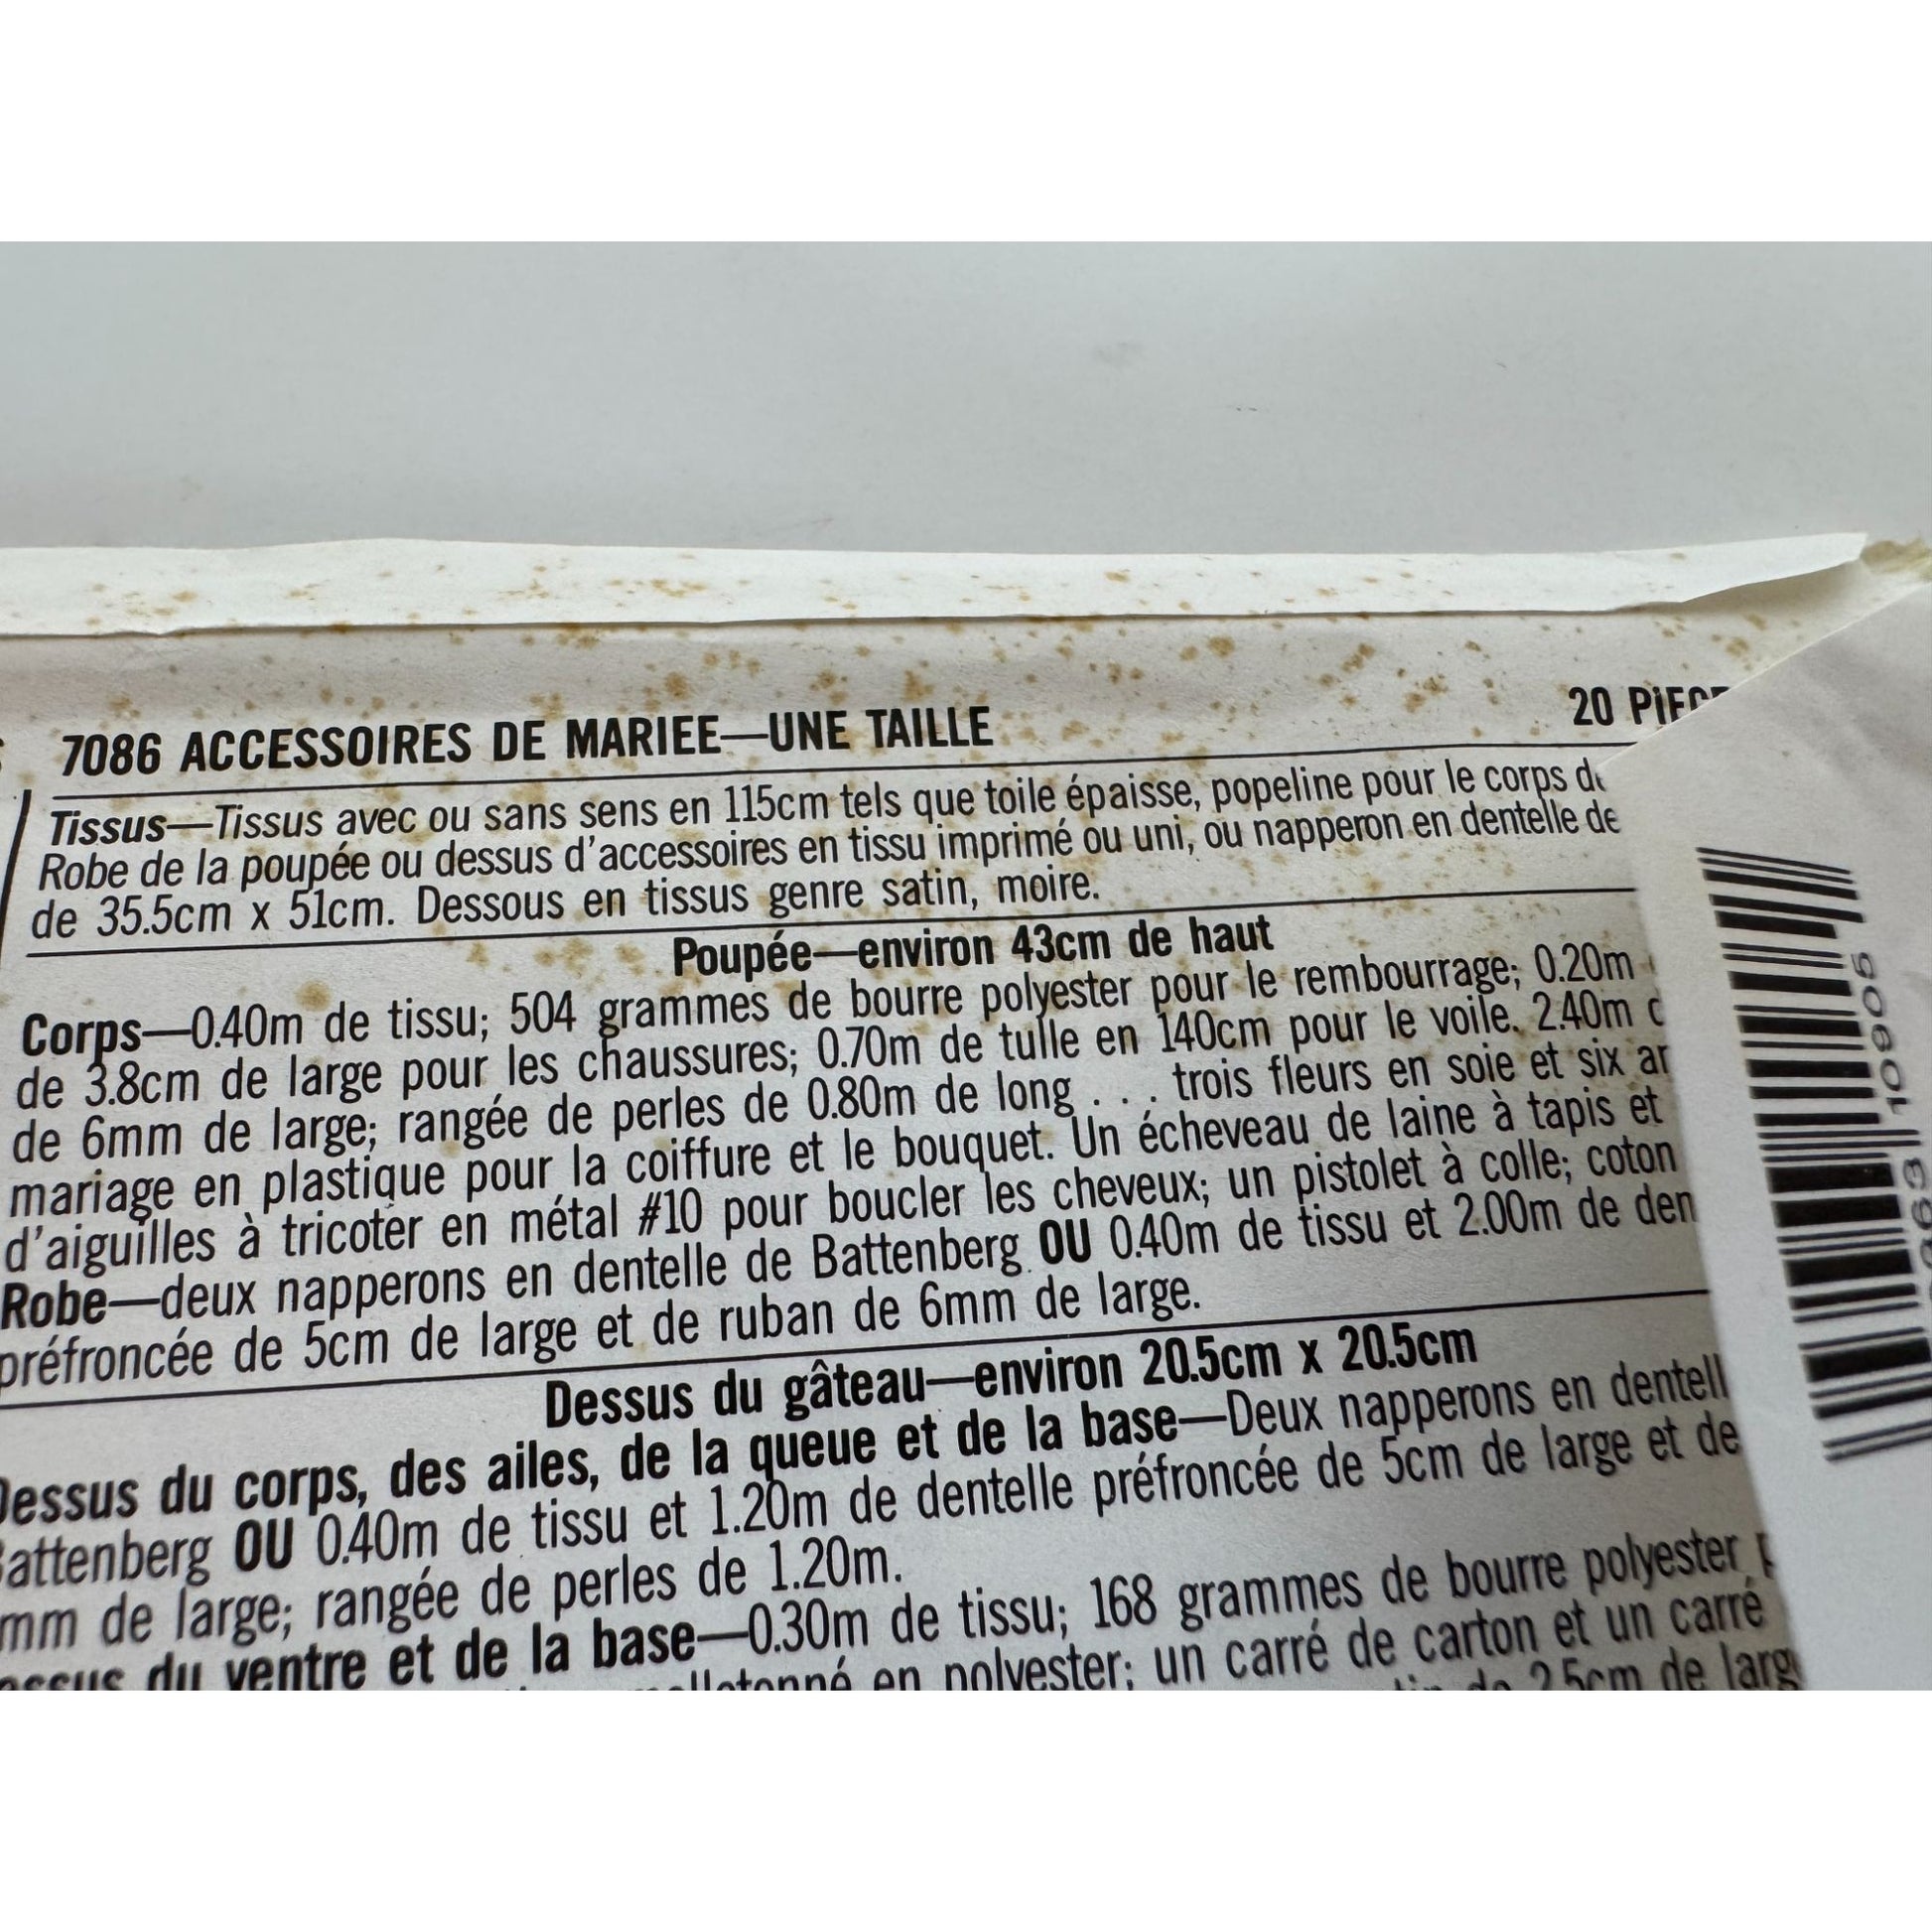 7086 ACCESSOIRES DE MARIEE—UNE TAILLE 20
Tissus—Tissus avec ou sans sens en 115cm tels que toile épaisse, popeline pour le corps
Robe de la poupée ou dessus d'accessoires en tissu imprimé ou uni, ou napperon en dentelle de
de 35.5cm x 51cm. Dessous en tissus genre satin, moire.
Poupée—environ 43cm de haut
Corps—0.40m de tissu; 504 grammes de bourre polyester pour le rembourrage; 0.20m
de 3.8cm de large pour les chaussures; 0.70m de tulle en 140cm pour le voile. 2.40m
de 6mm de large; rangée de perles de 0.80m de long . . . trois fleurs en soie et six
mariage en plastique pour la coiffure et le bouquet. Un écheveau de laine à tapis et
d'aiguilles à tricoter en métal #10 pour boucler les cheveux; un pistolet à colle; coton
Robe—deux napperons en dentelle de Battenberg OU 0.40m de tissu et 2.00m de
préfroncée de 5cm de large et de ruban de 6mm de large.
Dessus du gâteau—environ 20.5cm x 20.5cm
Dessus du corps, des ailes, de la queue et de la base—Deux napperons en
attenberg OU 0.40m de tissu et 1.20m de dentelle préfroncée de 5cm de large et de
mm de large; rangée de perles de 1.20m.
du ventre et de la base—0.30m de tissu; 168 grammes de bourre polyester
en polyester; un carré de carton et un carré
de 2.5cm de
10905